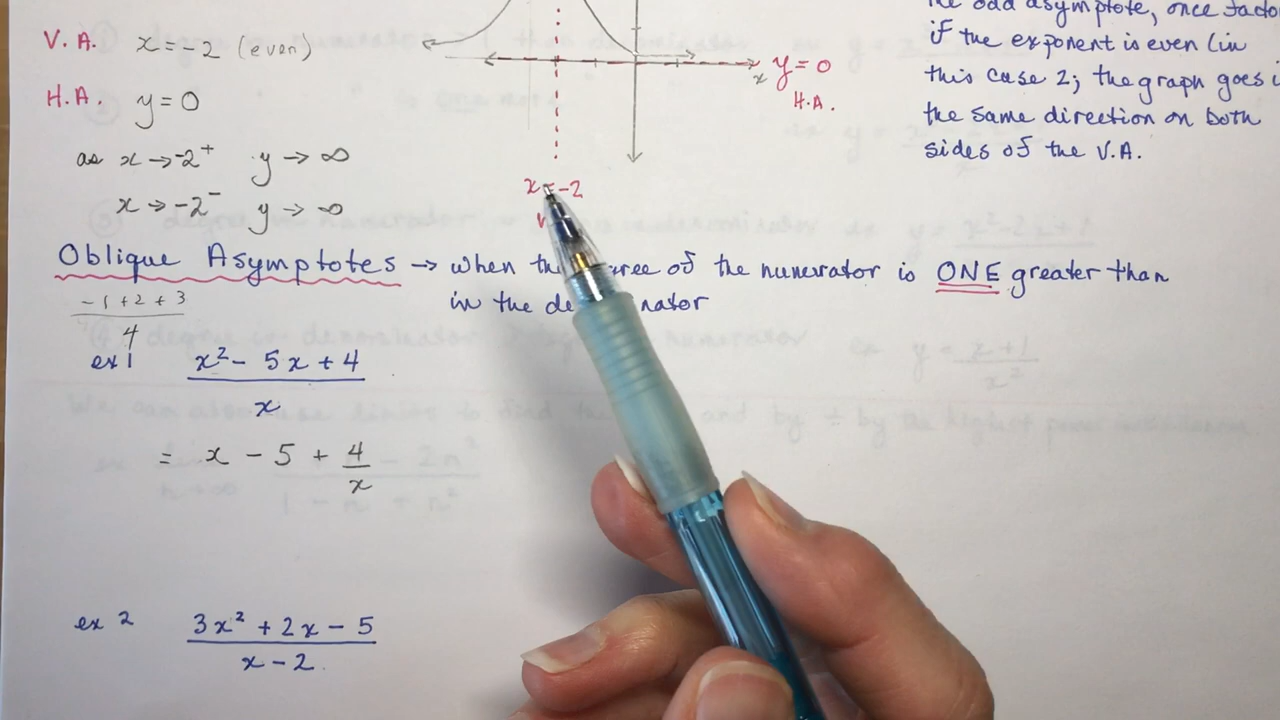 the odd asymptote, once
V.A. x = -2 (even)
if the exponent is even (in
y = 0
x
H.A. y = 0
H.A.
this case 2; the graph goes
the same direction on both
sides of the V.A.
as x → -2⁺ y → ∞
x → -2⁻ y → ∞
x = -2
Oblique Asymptotes → when the of the numerator is ONE greater than
in the
-1+2+3
4
ex 1 x² - 5x + 4
x
= x - 5 + 4
x
ex 2 3x² + 2x - 5
x - 2